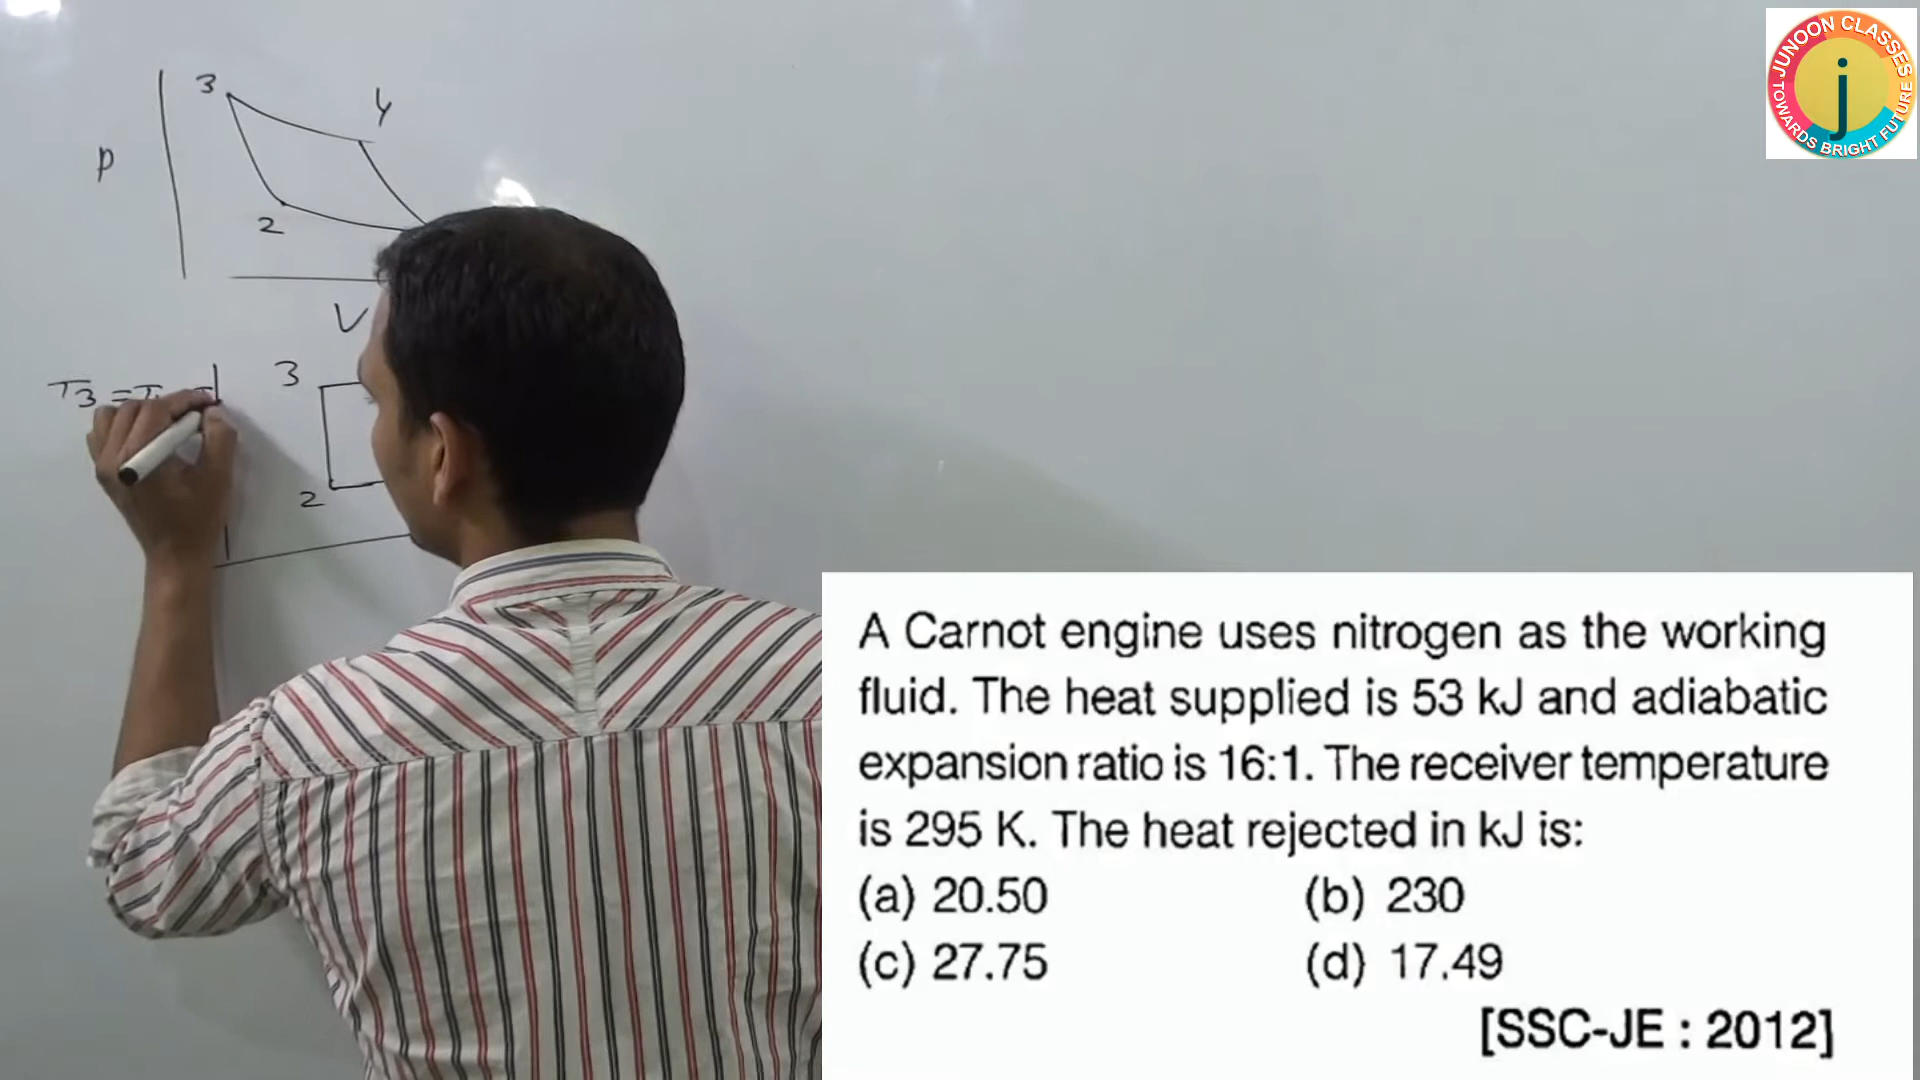 3
4
P
2
V
3
T3 =
2
JUNOON CLASSES
j
TOWARDS BRIGHT FUTURE
A Carnot engine uses nitrogen as the working
fluid. The heat supplied is 53 kJ and adiabatic
expansion ratio is 16:1. The receiver temperature
is 295 K. The heat rejected in kJ is:
(a) 20.50 (b) 230
(c) 27.75 (d) 17.49
[SSC-JE : 2012]